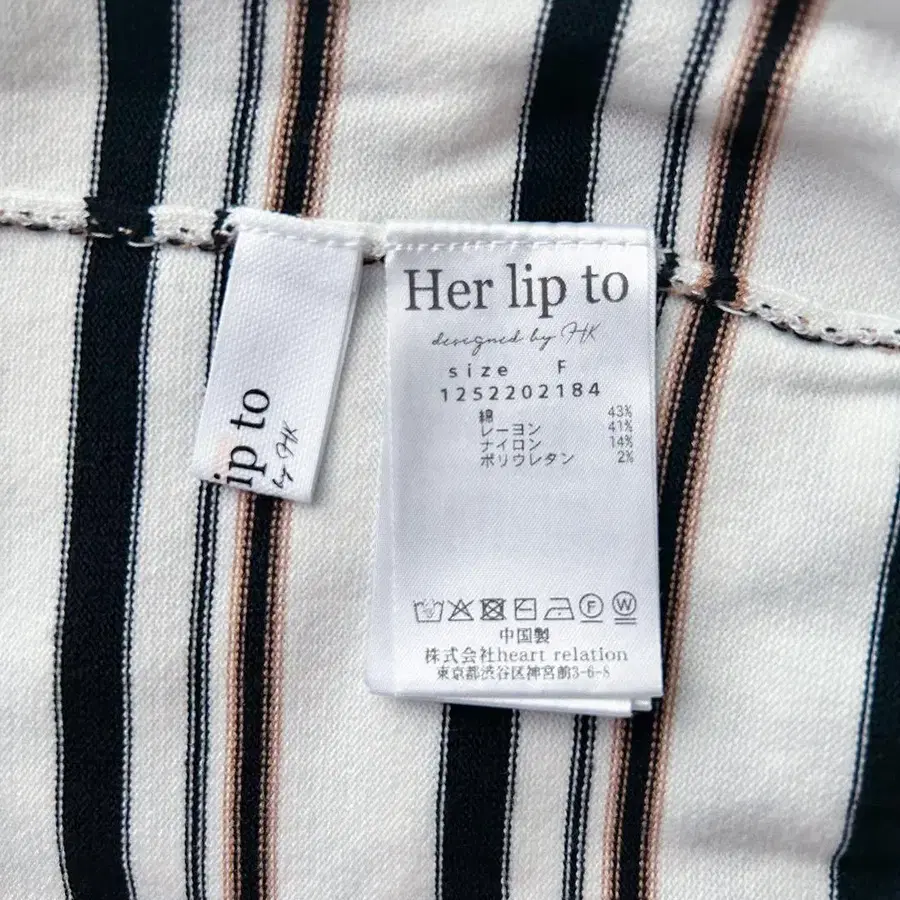 ip to
by HK
Her lip to
designed by HK
size F
1252202184
綿 43%
レーヨン 41%
ナイロン 14%
ポリウレタン 2%
F W
中国製
株式会社heart relation
東京都渋谷区神宮前3-6-8